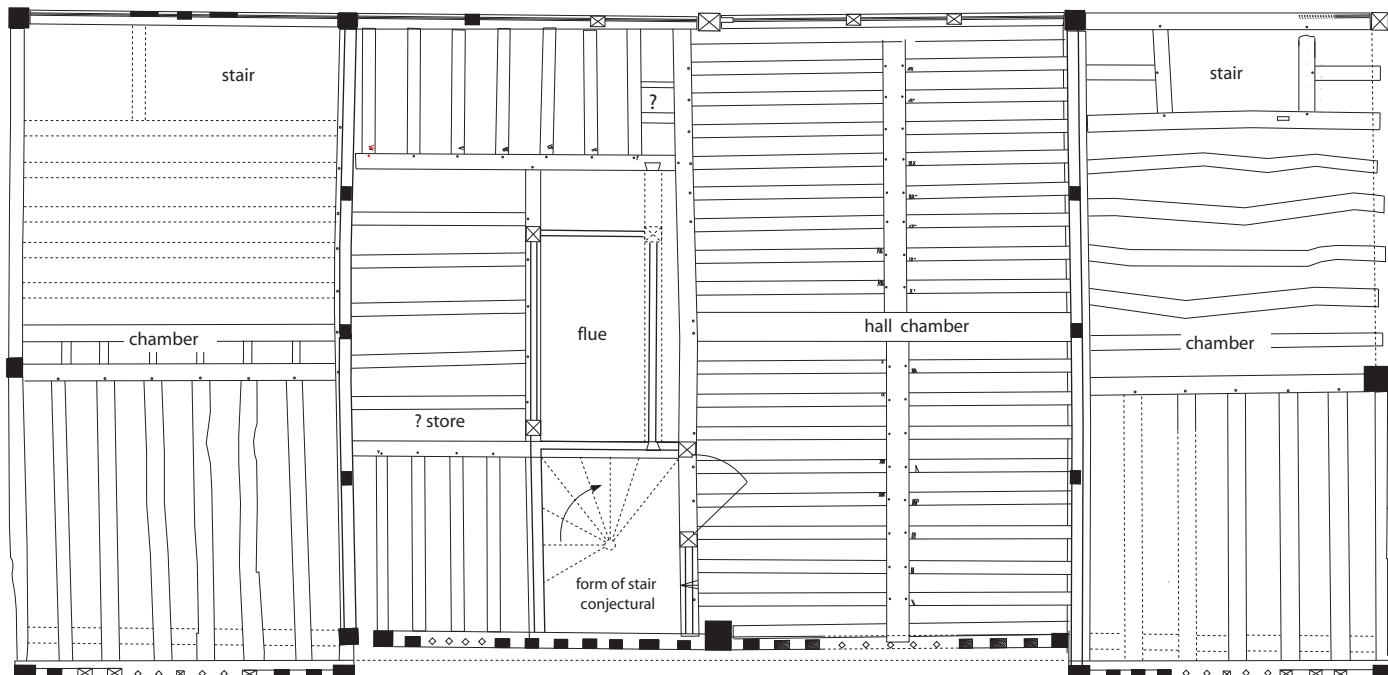 stair
?
stair
flue
chamber
hall chamber
chamber
? store
form of stair
conjectural